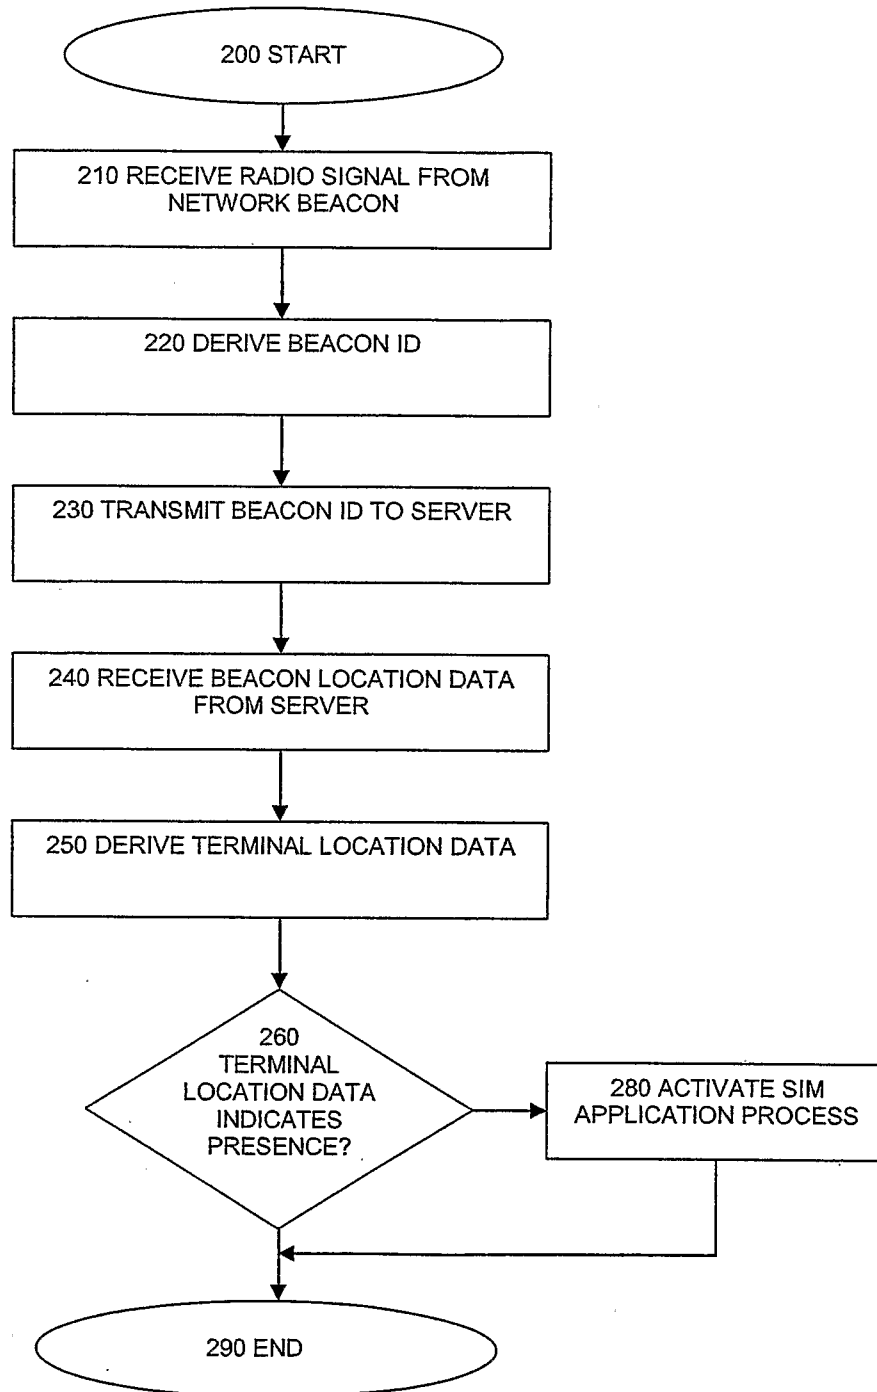 200 START
210 RECEIVE RADIO SIGNAL FROM
NETWORK BEACON
220 DERIVE BEACON ID
230 TRANSMIT BEACON ID TO SERVER
240 RECEIVE BEACON LOCATION DATA
FROM SERVER
250 DERIVE TERMINAL LOCATION DATA
260
TERMINAL
LOCATION DATA
INDICATES
PRESENCE?
280 ACTIVATE SIM
APPLICATION PROCESS
290 END